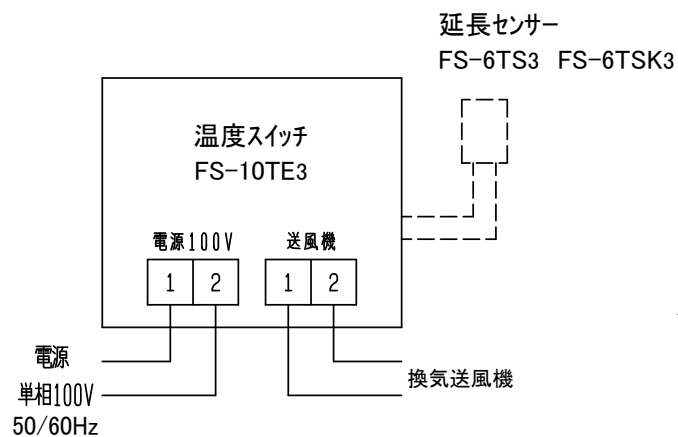 延長センサー
FS-6TS3 FS-6TSK3
温度スイッチ
FS-10TE3
電源100V
送風機
1 2
1 2
電源
単相100V
50/60Hz
換気送風機